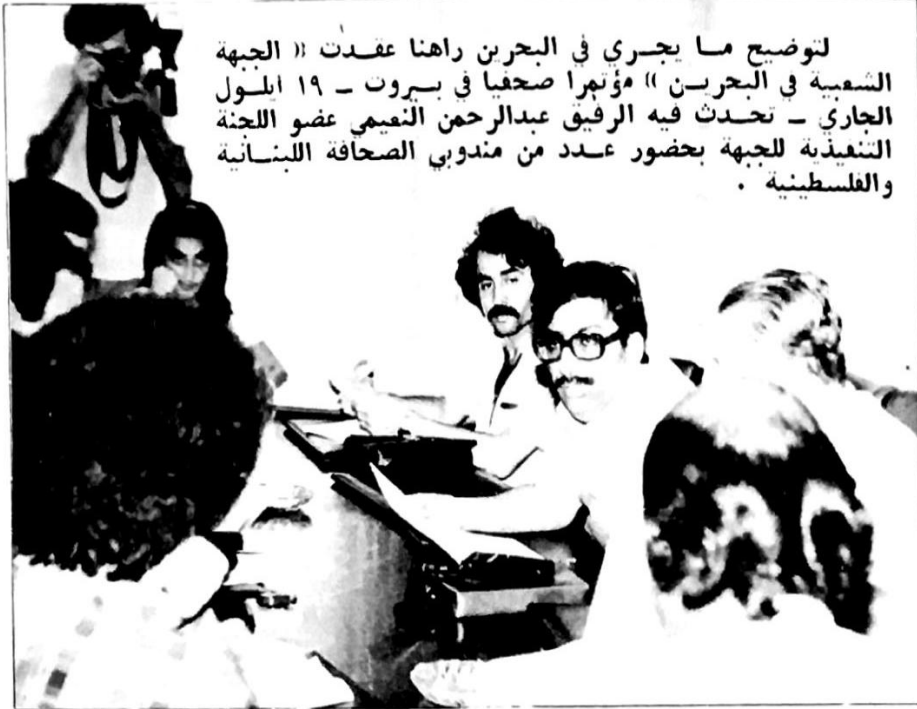 لتوضيح ما يجري في البحرين راهنا عقدت «الجبهة
الشعبية في البحرين» مؤتمرا صحفيا في بيروت ـ ١٩ ايلول
الجاري ـ تحدث فيه الرفيق عبدالرحمن النعيمي عضو اللجنة
التنفيذية للجبهة بحضور عدد من مندوبي الصحافة اللبنانية
والفلسطينية .